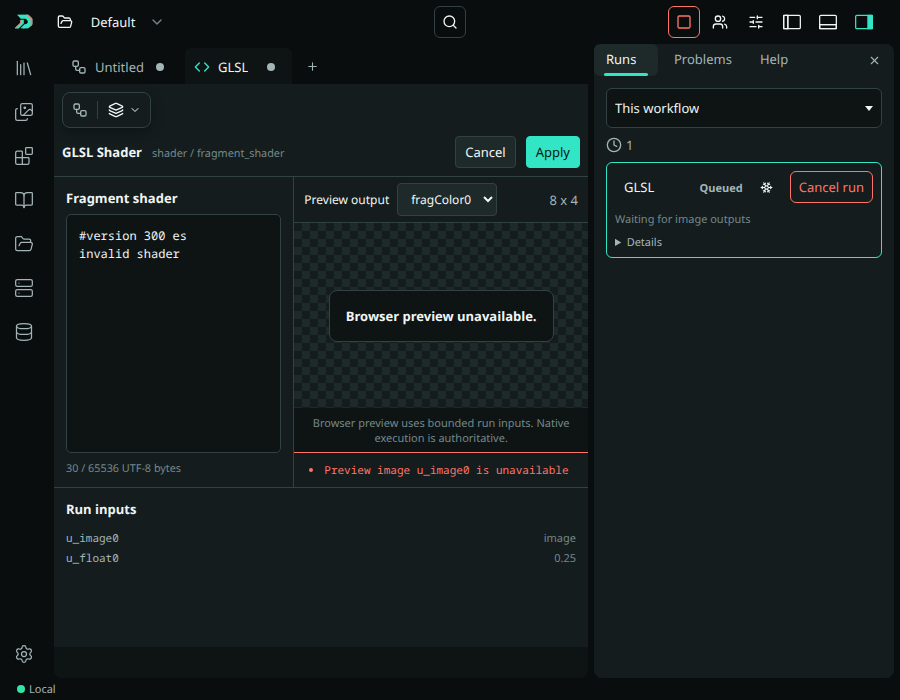 Default
Untitled
GLSL
Runs
Problems
Help
This workflow
1
GLSL
Queued
Cancel run
Waiting for image outputs
Details
GLSL Shader
shader / fragment_shader
Cancel
Apply
Fragment shader
#version 300 es
invalid shader
30 / 65536 UTF-8 bytes
Preview output
fragColor0
8 x 4
Browser preview unavailable.
Browser preview uses bounded run inputs. Native
execution is authoritative.
Preview image u_image0 is unavailable
Run inputs
u_image0
image
u_float0
0.25
Local